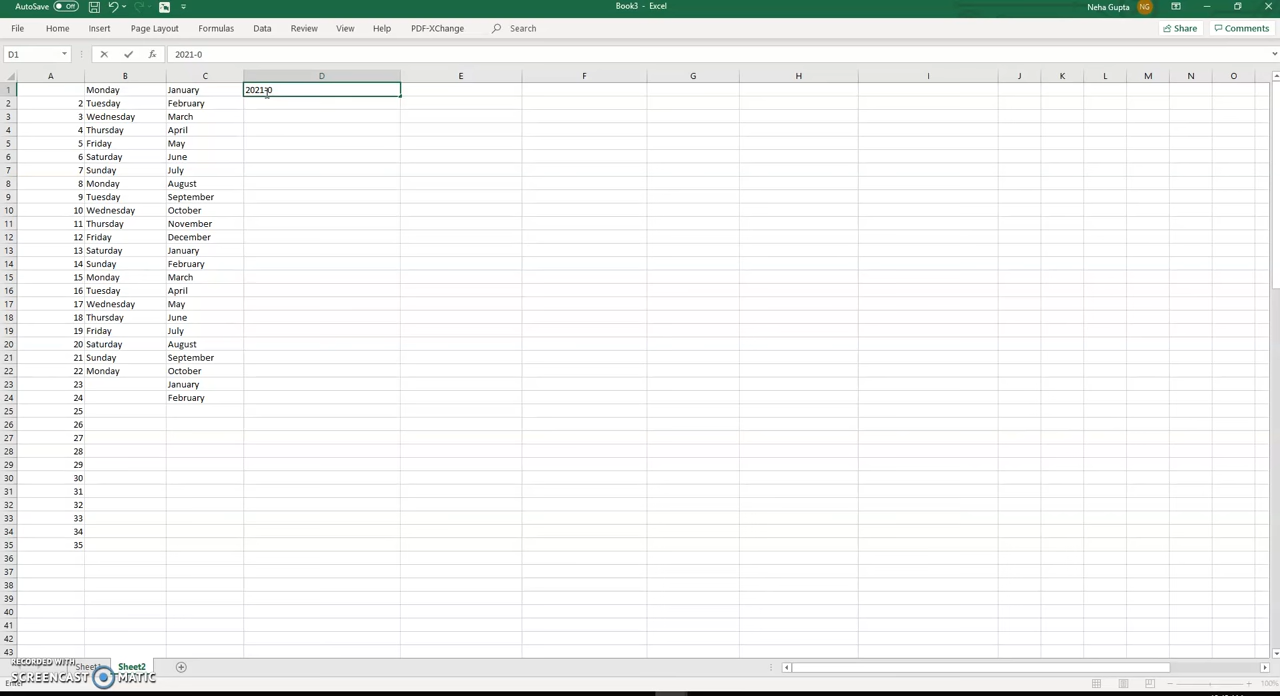 AutoSave Off Book3 - Excel Neha Gupta NG
File Home Insert Page Layout Formulas Data Review View Help PDF-XChange Search Share Comments
D1 fx 2021-0
A B C D E F G H I J K L M N O
1 Monday January 2021-0
2 2 Tuesday February
3 3 Wednesday March
4 4 Thursday April
5 5 Friday May
6 6 Saturday June
7 7 Sunday July
8 8 Monday August
9 9 Tuesday September
10 10 Wednesday October
11 11 Thursday November
12 12 Friday December
13 13 Saturday January
14 14 Sunday February
15 15 Monday March
16 16 Tuesday April
17 17 Wednesday May
18 18 Thursday June
19 19 Friday July
20 20 Saturday August
21 21 Sunday September
22 22 Monday October
23 23 January
24 24 February
25 25
26 26
27 27
28 28
29 29
30 30
31 31
32 32
33 33
34 34
35 35
36
37
38
39
40
41
42
43
RECORDED WITH
Sheet1 Sheet2
SCREENCAST MATIC
Enter 100%